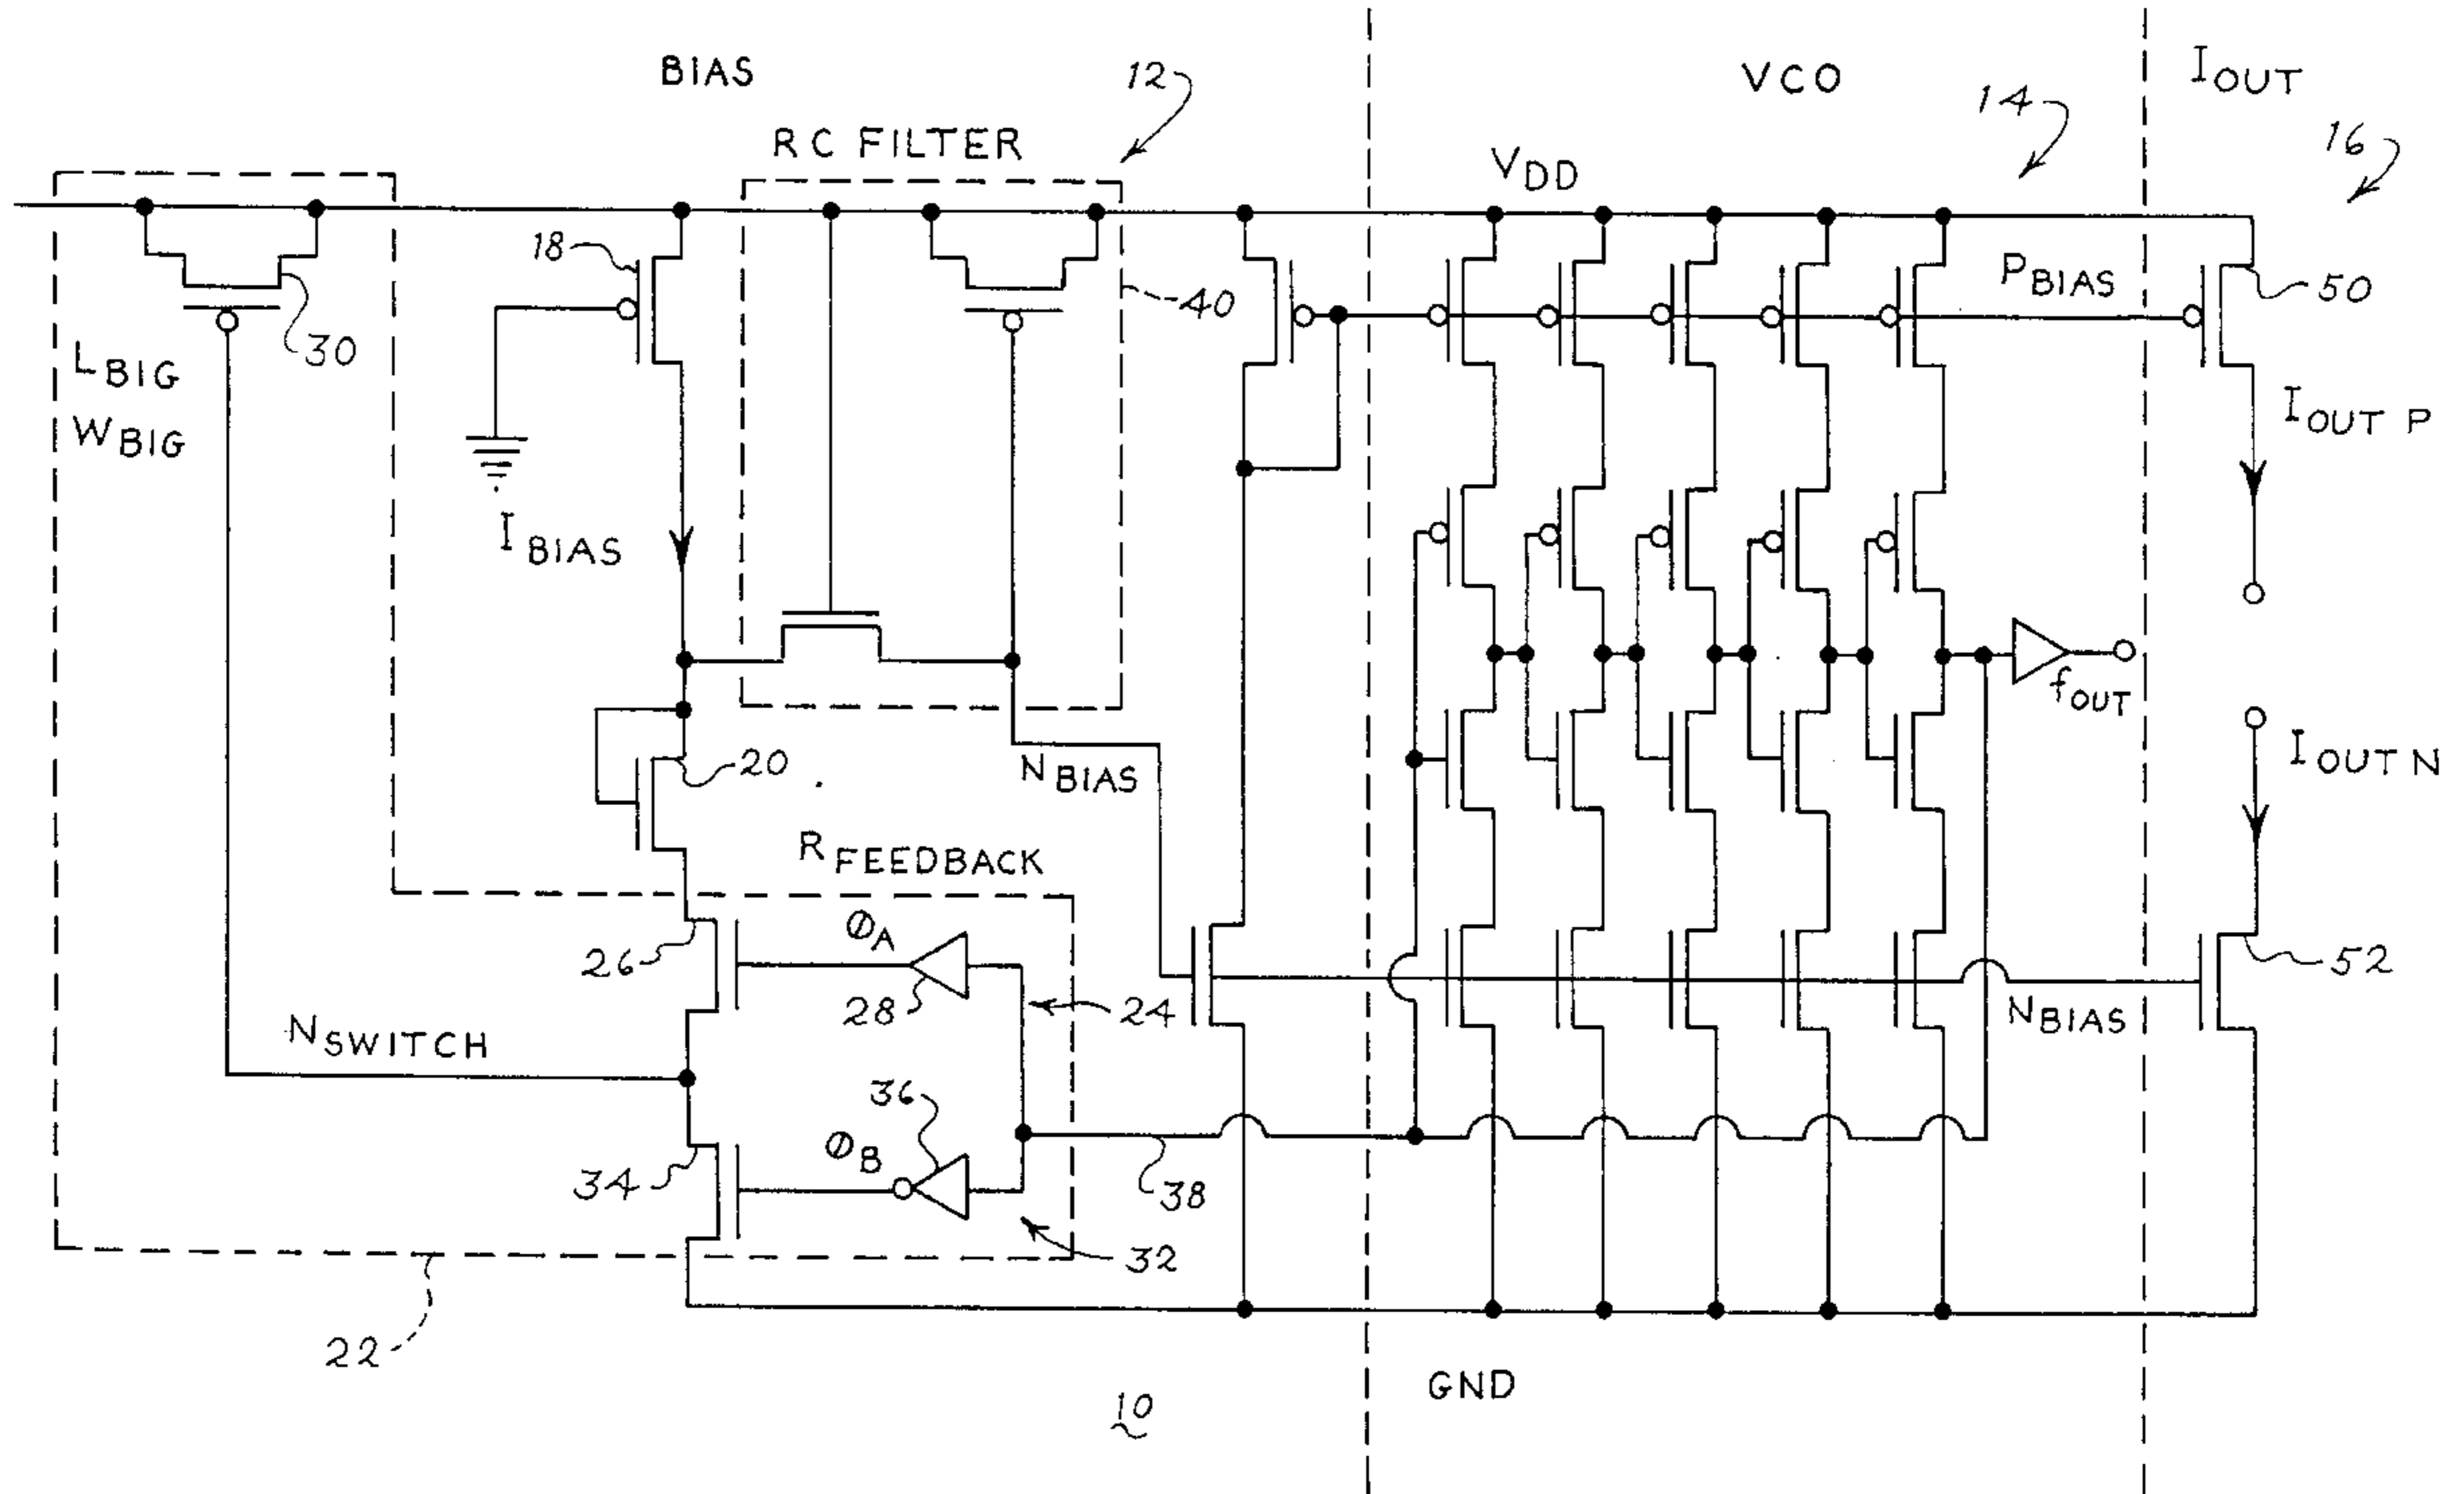 BIAS
12
VCO
14
I OUT
16
RC FILTER
VDD
18
30
40
PBIAS
50
LBIG
WBIG
IOUT P
IBIAS
fOUT
20
NBIAS
IOUT N
RFEEDBACK
ØA
26
28
24
52
NBIAS
NSWITCH
36
ØB
34
38
32
22
GND
10